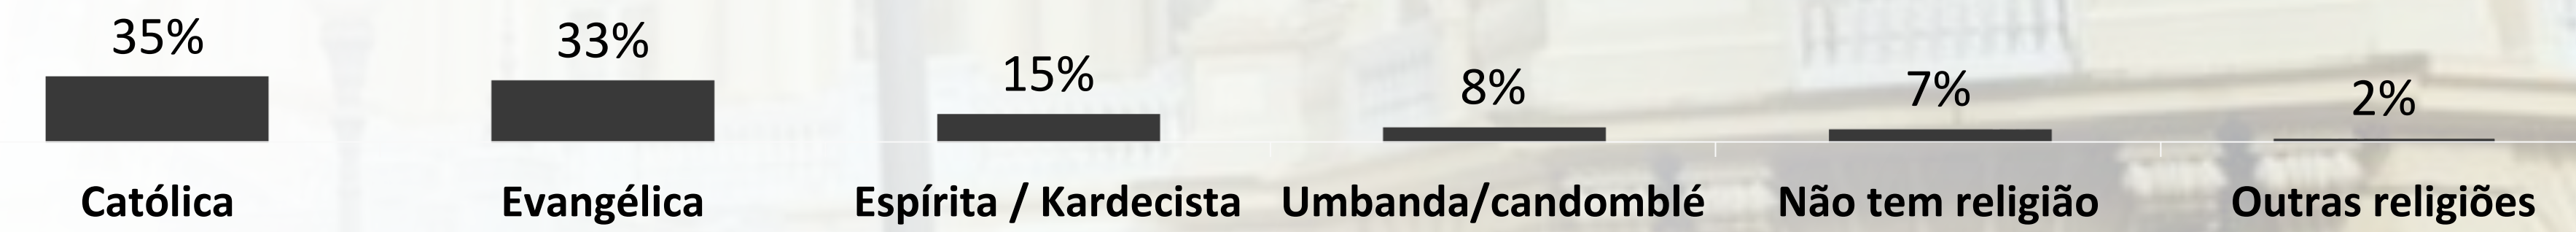 35% 33% 15% 8% 7% 2%
Católica Evangélica Espírita / Kardecista Umbanda/candomblé Não tem religião Outras religiões